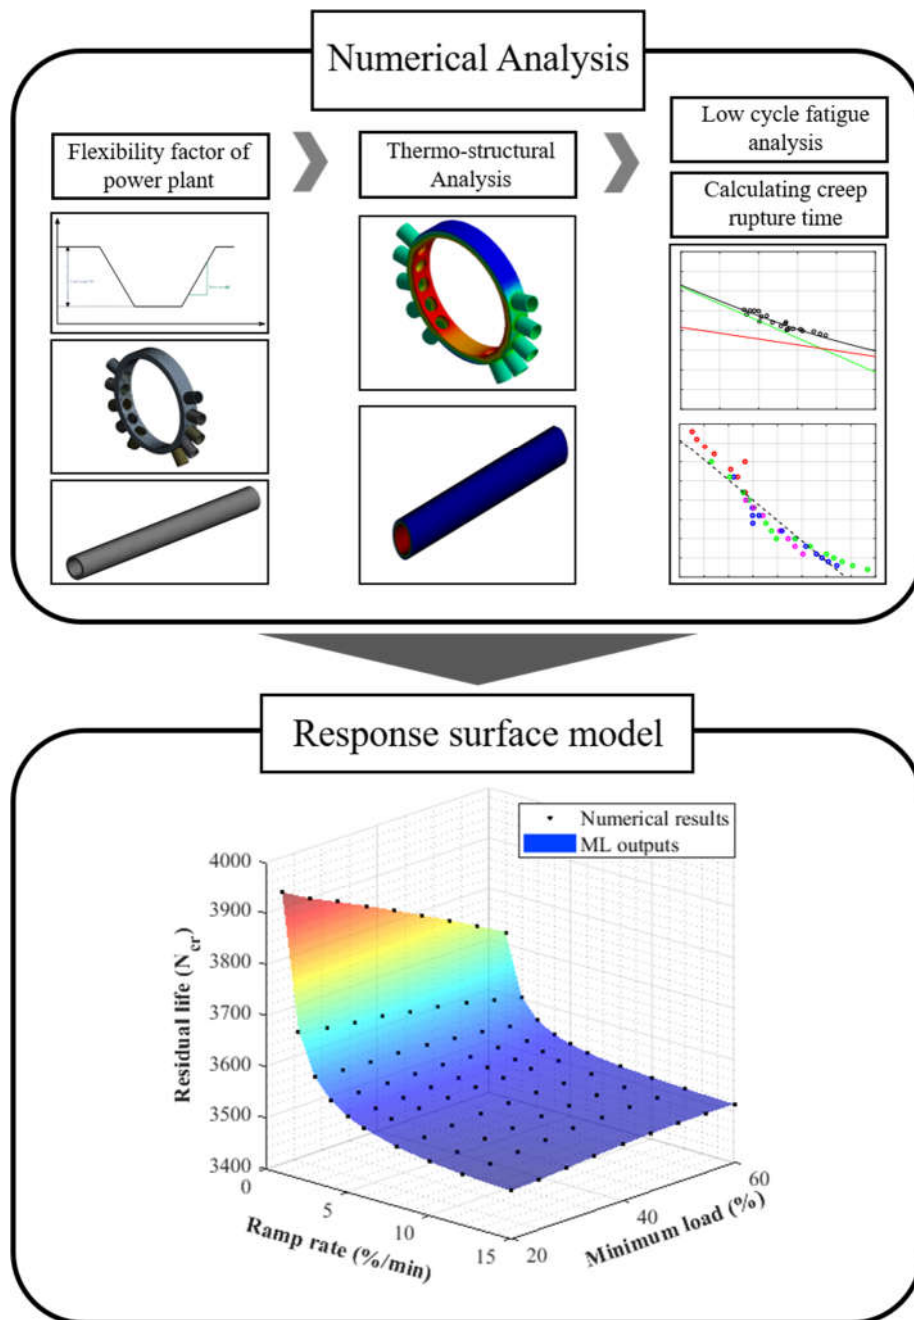 Numerical Analysis
Flexibility factor of
power plant
Thermo-structural
Analysis
Low cycle fatigue
analysis
Calculating creep
rupture time
Response surface model
Numerical results
ML outputs
4000
3900
3800
3700
3600
3500
3400
Residual life (N_cr)
0
5
10
15
Ramp rate (%/min)
20
40
60
Minimum load (%)